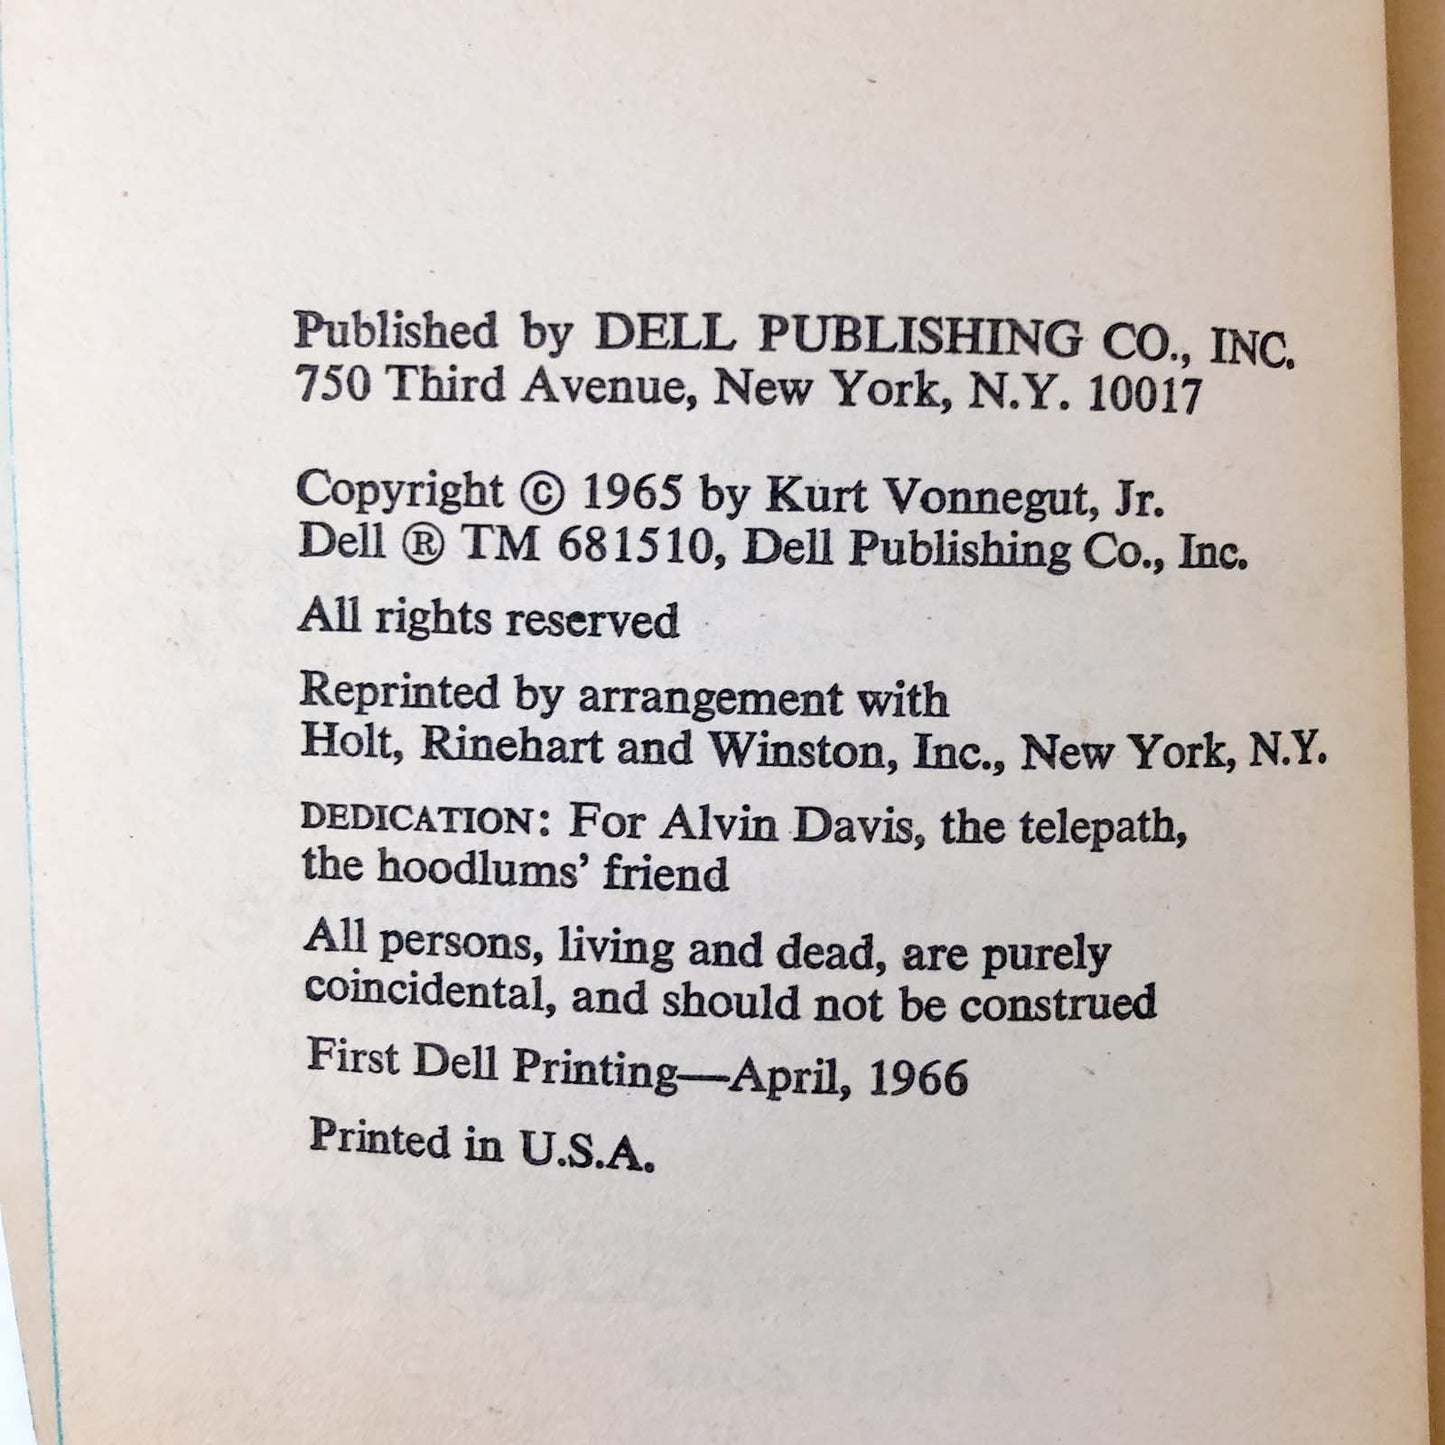 Published by DELL PUBLISHING CO., INC.
750 Third Avenue, New York, N.Y. 10017
Copyright © 1965 by Kurt Vonnegut, Jr.
Dell ® TM 681510, Dell Publishing Co., Inc.
All rights reserved
Reprinted by arrangement with
Holt, Rinehart and Winston, Inc., New York, N.Y.
DEDICATION: For Alvin Davis, the telepath,
the hoodlums’ friend
All persons, living and dead, are purely
coincidental, and should not be construed
First Dell Printing—April, 1966
Printed in U.S.A.